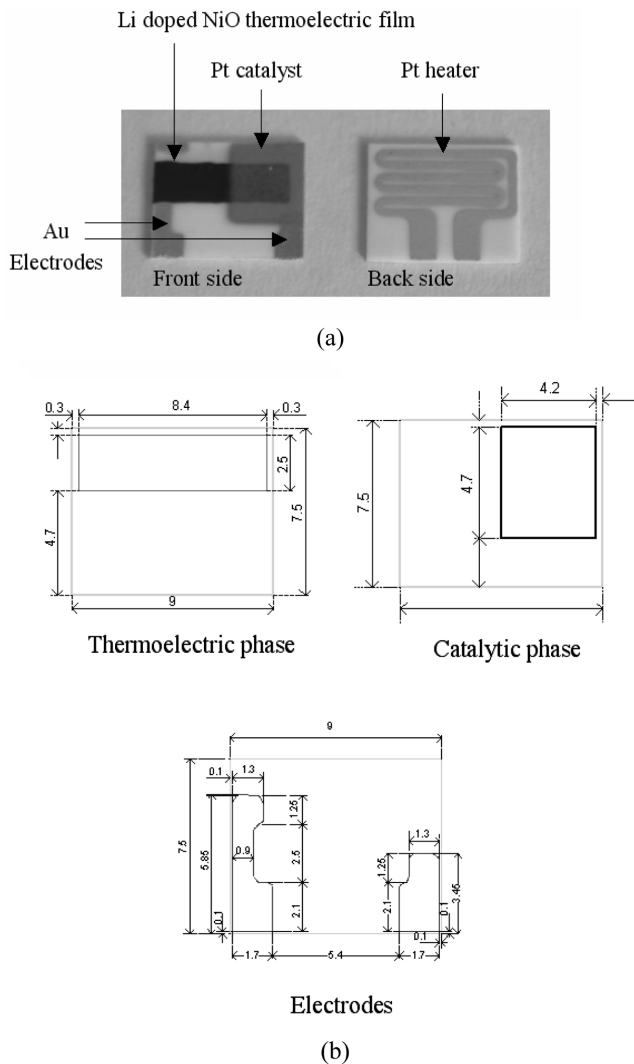 Li doped NiO thermoelectric film
Pt catalyst
Pt heater
Au
Electrodes
Front side
Back side
(a)
0.3
8.4
0.3
2.5
7.5
4.7
9
Thermoelectric phase
4.2
4.7
7.5
Catalytic phase
9
0.1
1.3
7.5
5.85
1.25
0.9
2.5
2.1
0.1
1.7
5.4
1.7
1.3
1.25
2.1
3.45
0.1
0.1
Electrodes
(b)